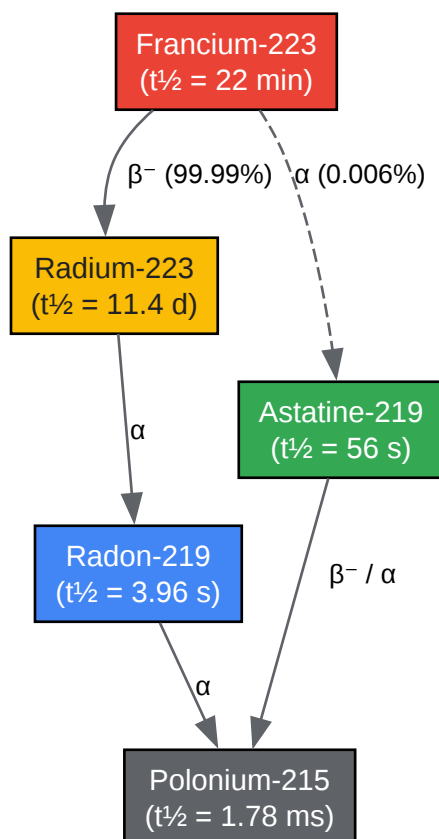 Francium-223
(t½ = 22 min)
β⁻ (99.99%)
α (0.006%)
Radium-223
(t½ = 11.4 d)
Astatine-219
(t½ = 56 s)
α
Radon-219
(t½ = 3.96 s)
β⁻ / α
α
Polonium-215
(t½ = 1.78 ms)